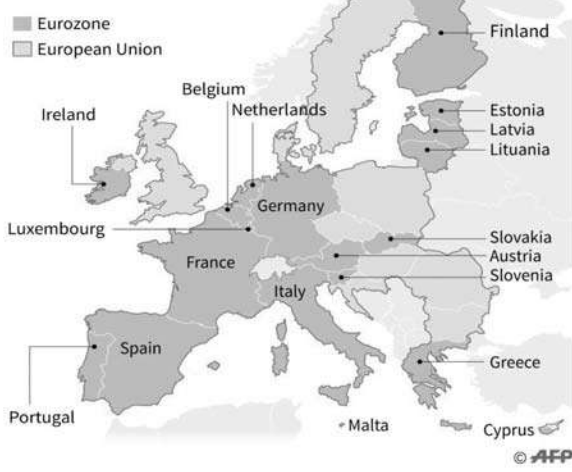 Eurozone
European Union
Finland
Belgium
Netherlands
Ireland
Estonia
Latvia
Lituania
Germany
Luxembourg
Slovakia
Austria
Slovenia
France
Italy
Spain
Greece
Portugal
Malta
Cyprus
© AFP